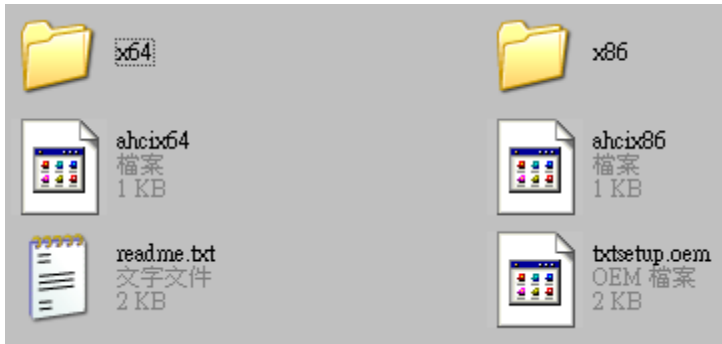 x64
x86
ahcix64
檔案
1 KB
ahcix86
檔案
1 KB
readme.txt
文字文件
2 KB
txtsetup.oem
OEM 檔案
2 KB